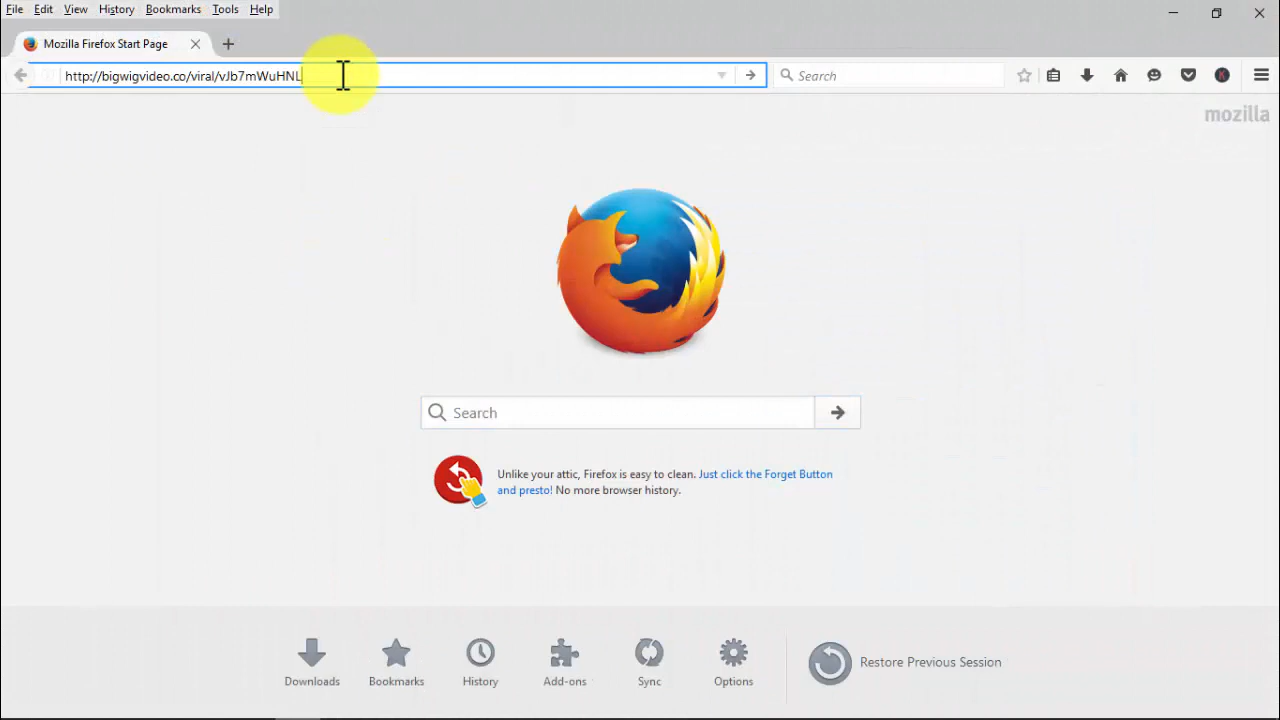 File Edit View History Bookmarks Tools Help
Mozilla Firefox Start Page
http://bigwigvideo.co/viral/vJb7mWuHNL
Search
K
mozilla
Search
Unlike your attic, Firefox is easy to clean. Just click the Forget Button
and presto! No more browser history.
Downloads Bookmarks History Add-ons Sync Options Restore Previous Session